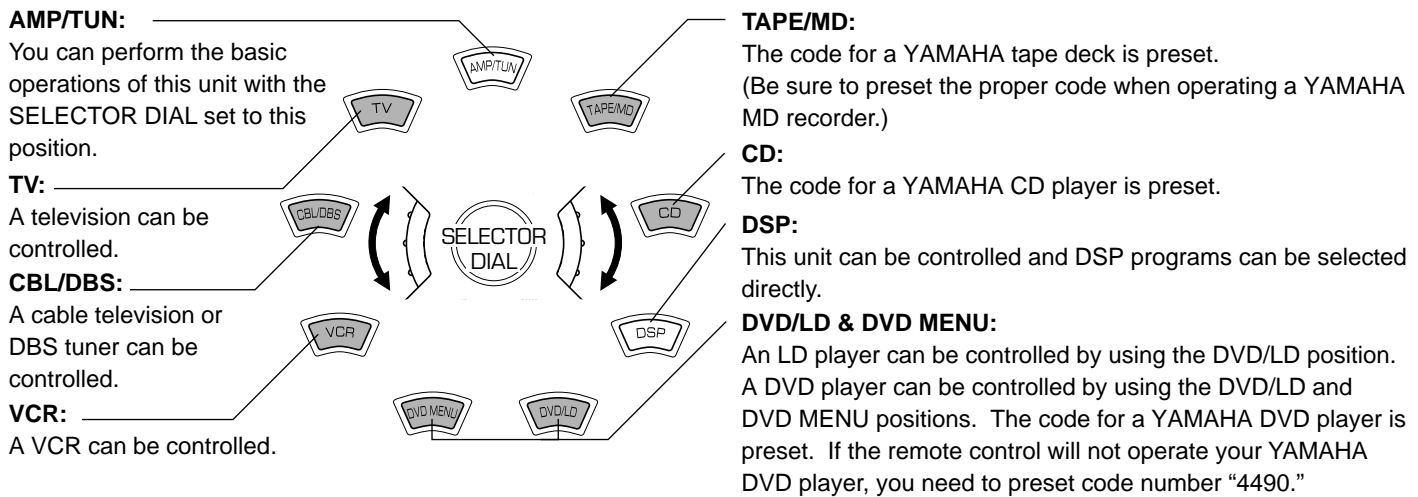 AMP/TUN:
You can perform the basic
operations of this unit with the
SELECTOR DIAL set to this
position.
TV:
A television can be
controlled.
CBL/DBS:
A cable television or
DBS tuner can be
controlled.
VCR:
A VCR can be controlled.
AMP/TUN
TV
TAPE/MD
CBL/DBS
SELECTOR
DIAL
CD
VCR
DSP
DVD MENU
DVD/LD
TAPE/MD:
The code for a YAMAHA tape deck is preset.
(Be sure to preset the proper code when operating a YAMAHA
MD recorder.)
CD:
The code for a YAMAHA CD player is preset.
DSP:
This unit can be controlled and DSP programs can be selected
directly.
DVD/LD & DVD MENU:
An LD player can be controlled by using the DVD/LD position.
A DVD player can be controlled by using the DVD/LD and
DVD MENU positions.  The code for a YAMAHA DVD player is
preset.  If the remote control will not operate your YAMAHA
DVD player, you need to preset code number “4490.”